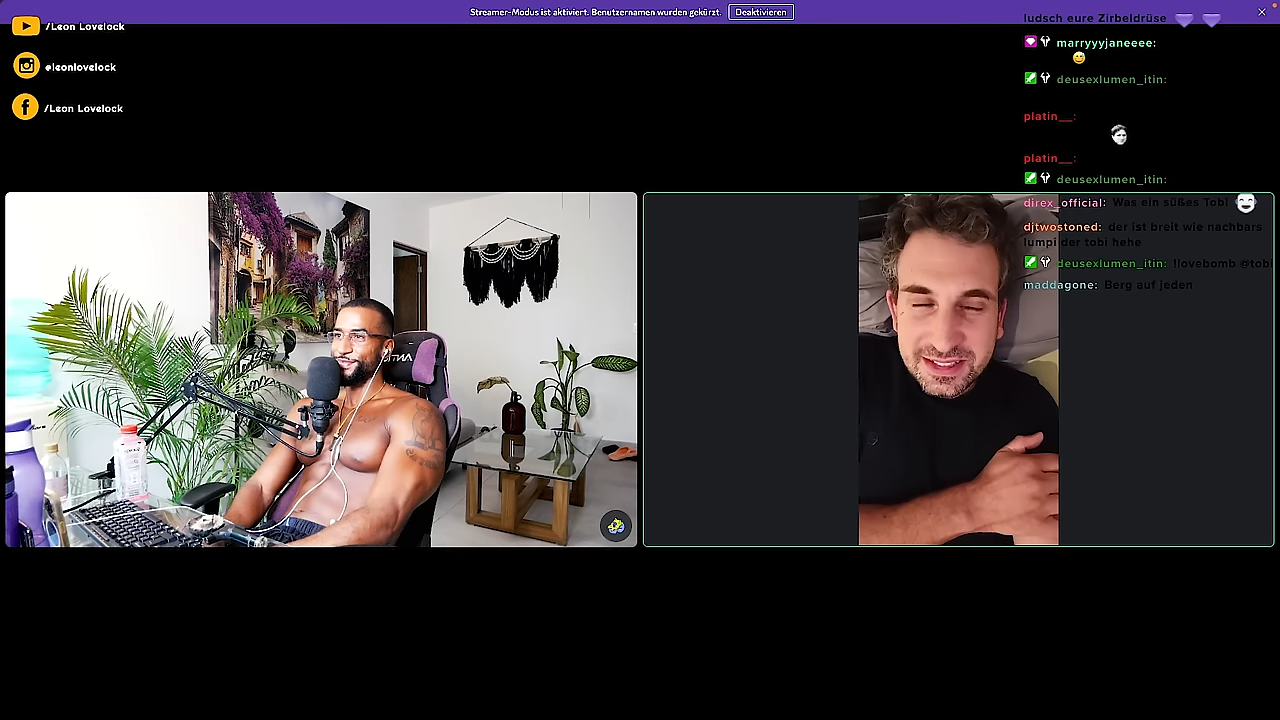 Streamer-Modus ist aktiviert. Benutzernamen wurden gekürzt.
Deaktivieren
/Leon Lovelock
@leonlovelock
/Leon Lovelock
ludsch eure Zirbeldrüse
marryyyjaneeee:
deusexlumen_itin:
platin__:
platin__:
deusexlumen_itin:
direx_official: Was ein süßes Tobi
djtwostoned: der ist breit wie nachbars
lumpi der tobi hehe
deusexlumen_itin: !lovebomb @tobi
maddagone: Berg auf jeden